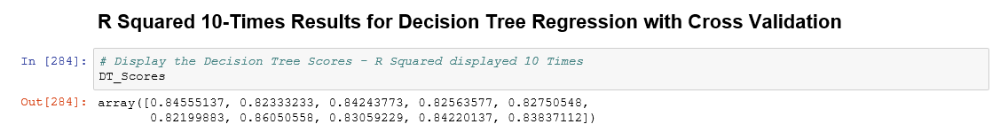 R Squared 10-Times Results for Decision Tree Regression with Cross Validation
In [284]: # Display the Decision Tree Scores - R Squared displayed 10 Times
DT_Scores
Out[284]: array([0.84555137, 0.82333233, 0.84243773, 0.82563577, 0.82750548,
0.82199883, 0.86050558, 0.83059229, 0.84220137, 0.83837112])